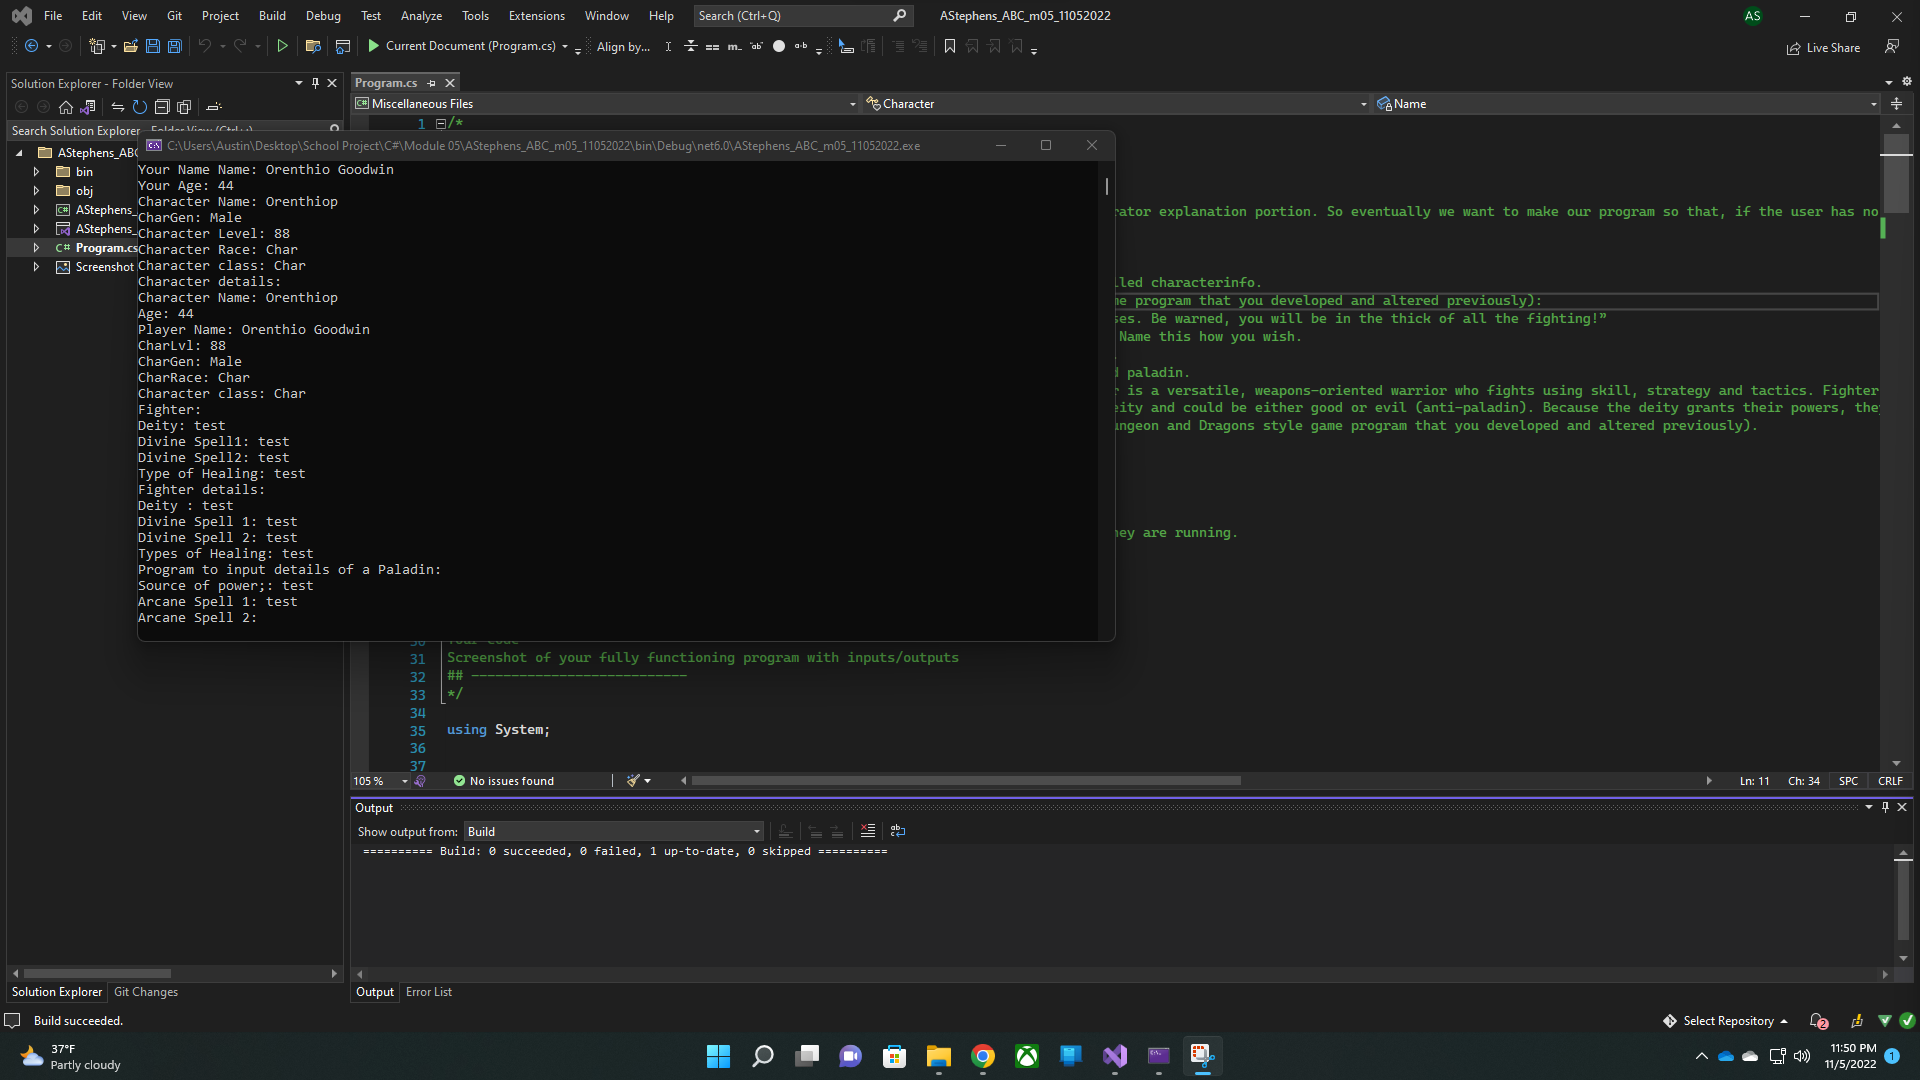 File Edit View Git Project Build Debug Test Analyze Tools Extensions Window Help Search (Ctrl+Q) AStephens_ABC_m05_11052022 AS
Current Document (Program.cs) Align by... Live Share
Solution Explorer - Folder View
Program.cs
Miscellaneous Files Character Name
Search Solution Explorer - Folder View (Ctrl+;)
1 /*
AStephens_ABC
bin
obj
AStephens_
AStephens_
Program.cs
Screenshot
C:\Users\Austin\Desktop\School Project\C#\Module 05\AStephens_ABC_m05_11052022\bin\Debug\net6.0\AStephens_ABC_m05_11052022.exe
Your Name Name: Orenthio Goodwin
Your Age: 44
Character Name: Orenthiop
CharGen: Male
Character Level: 88
Character Race: Char
Character class: Char
Character details:
Character Name: Orenthiop
Age: 44
Player Name: Orenthio Goodwin
CharLvl: 88
CharGen: Male
CharRace: Char
Character class: Char
Fighter:
Deity: test
Divine Spell1: test
Divine Spell2: test
Type of Healing: test
Fighter details:
Deity : test
Divine Spell 1: test
Divine Spell 2: test
Types of Healing: test
Program to input details of a Paladin:
Source of power;: test
Arcane Spell 1: test
Arcane Spell 2:
ator explanation portion. So eventually we want to make our program so that, if the user has no
led characterinfo.
e program that you developed and altered previously):
es. Be warned, you will be in the thick of all the fighting!”
Name this how you wish.
paladin.
is a versatile, weapons-oriented warrior who fights using skill, strategy and tactics. Fighter
ity and could be either good or evil (anti-paladin). Because the deity grants their powers, the
ngeon and Dragons style game program that you developed and altered previously).
ey are running.
31 Screenshot of your fully functioning program with inputs/outputs
32 ## ---------------------------
33 */
34
35 using System;
36
37
105 % No issues found Ln: 11 Ch: 34 SPC CRLF
Output
Show output from: Build
========== Build: 0 succeeded, 0 failed, 1 up-to-date, 0 skipped ==========
Solution Explorer Git Changes Output Error List
Build succeeded. Select Repository 2
37°F
Partly cloudy
11:50 PM
11/5/2022
1